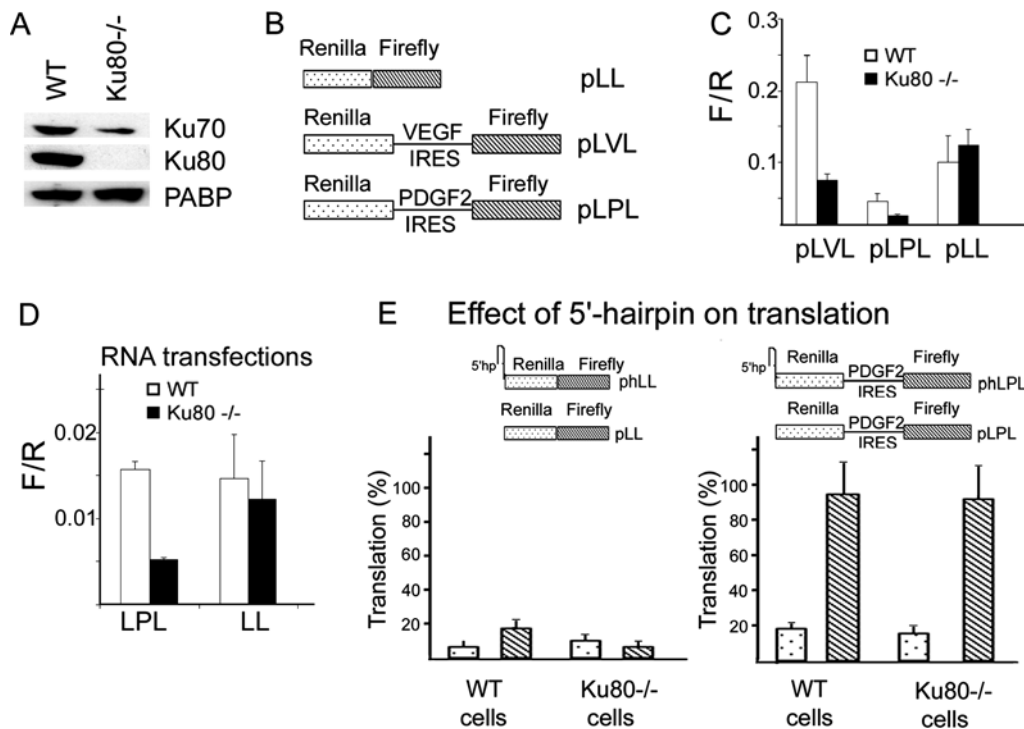 A
WT
Ku80-/-
Ku70
Ku80
PABP
B
Renilla Firefly
pLL
Renilla Firefly
VEGF
IRES
pLVL
Renilla Firefly
PDGF2
IRES
pLPL
C
0.3
0.2
0.1
F/R
WT
Ku80 -/-
pLVL pLPL pLL
D
RNA transfections
WT
Ku80 -/-
0.02
0.01
F/R
LPL LL
E Effect of 5'-hairpin on translation
5'hp
Renilla Firefly
phLL
Renilla Firefly
pLL
Translation (%)
100
80
60
40
20
WT Ku80-/-
cells cells
5'hp
Renilla Firefly
PDGF2
IRES
phLPL
Renilla Firefly
PDGF2
IRES
pLPL
Translation (%)
100
80
60
40
20
WT Ku80-/-
cells cells